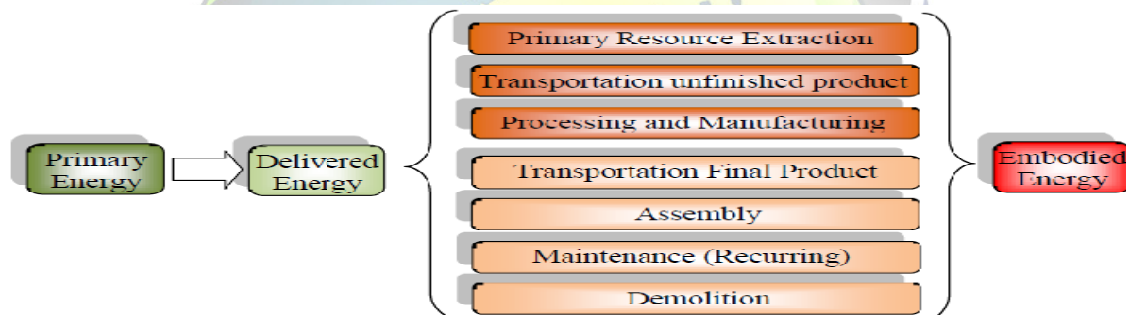 Primary
Energy
Delivered
Energy
Primary Resource Extraction
Transportation unfinished product
Processing and Manufacturing
Transportation Final Product
Assembly
Maintenance (Recurring)
Demolition
Embodied
Energy